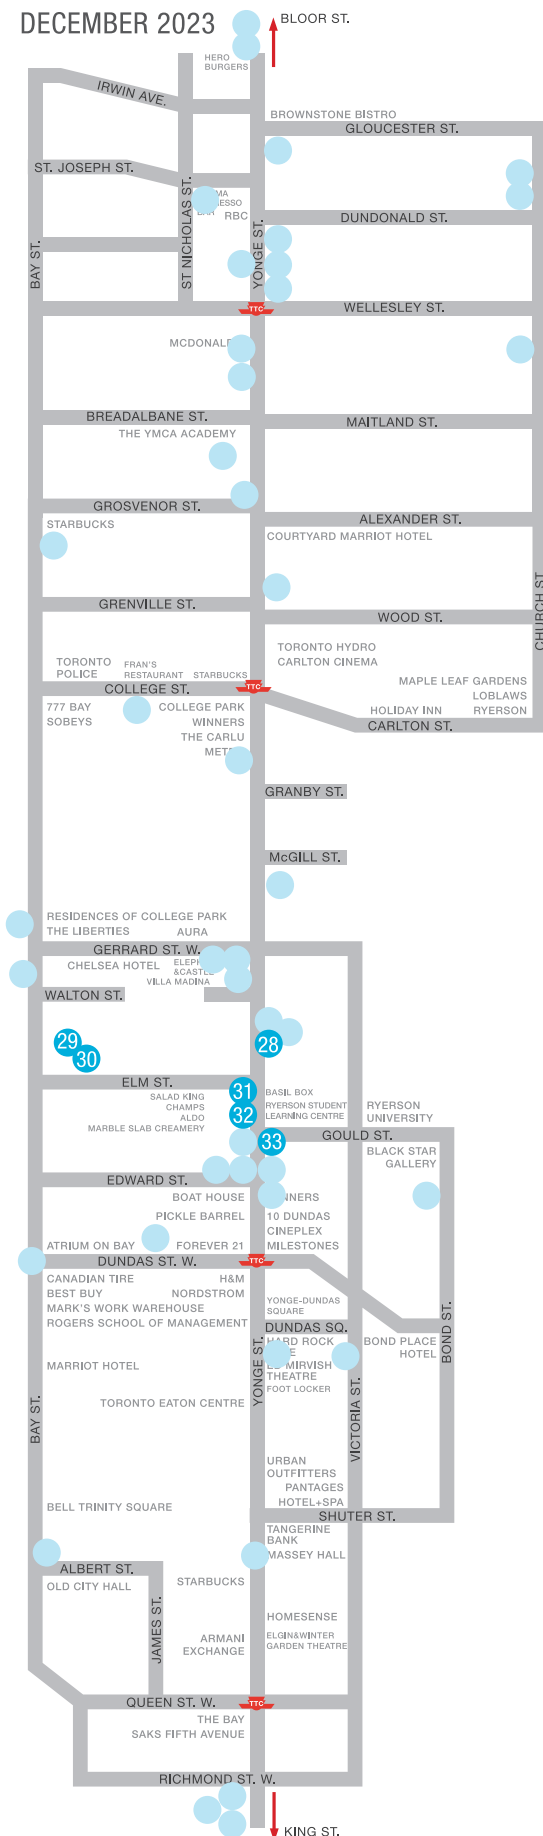 DECEMBER 2023
BLOOR ST.
HERO
BURGERS
IRWIN AVE.
BROWNSTONE BISTRO
GLOUCESTER ST.
ST. JOSEPH ST.
ST NICHOLAS ST.
BAY ST.
YONGE ST.
RBC
DUNDONALD ST.
TTC
WELLESLEY ST.
BREADALBANE ST.
MAITLAND ST.
THE YMCA ACADEMY
GROSVENOR ST.
ALEXANDER ST.
STARBUCKS
COURTYARD MARRIOT HOTEL
GRENVILLE ST.
WOOD ST.
CHURCH ST.
TORONTO HYDRO
CARLTON CINEMA
TORONTO
POLICE
FRAN'S
RESTAURANT
STARBUCKS
TTC
COLLEGE ST.
MAPLE LEAF GARDENS
LOBLAWS
HOLIDAY INN
RYERSON
CARLTON ST.
777 BAY
SOBEYS
COLLEGE PARK
WINNERS
THE CARLU
GRANBY ST.
McGILL ST.
RESIDENCES OF COLLEGE PARK
THE LIBERTIES
AURA
GERRARD ST. W.
CHELSEA HOTEL
&CASTLE
VILLA MADINA
WALTON ST.
29
30
28
ELM ST.
31
32
33
SALAD KING
CHAMPS
ALDO
MARBLE SLAB CREAMERY
BASIL BOX
RYERSON STUDENT
LEARNING CENTRE
RYERSON
UNIVERSITY
GOULD ST.
BLACK STAR
GALLERY
EDWARD ST.
BOAT HOUSE
PICKLE BARREL
10 DUNDAS
CINEPLEX
MILESTONES
ATRIUM ON BAY
FOREVER 21
DUNDAS ST. W.
TTC
CANADIAN TIRE
BEST BUY
MARK'S WORK WAREHOUSE
ROGERS SCHOOL OF MANAGEMENT
H&M
NORDSTROM
YONGE-DUNDAS
SQUARE
DUNDAS SQ.
HARD ROCK
MIRVISH
THEATRE
FOOT LOCKER
BOND PLACE
HOTEL
BOND ST.
MARRIOT HOTEL
TORONTO EATON CENTRE
BAY ST.
YONGE ST.
VICTORIA ST.
URBAN
OUTFITTERS
PANTAGES
HOTEL+SPA
SHUTER ST.
BELL TRINITY SQUARE
TANGERINE
BANK
MASSEY HALL
ALBERT ST.
OLD CITY HALL
STARBUCKS
JAMES ST.
HOMESENSE
ARMANI
EXCHANGE
ELGIN&WINTER
GARDEN THEATRE
QUEEN ST. W.
TTC
THE BAY
SAKS FIFTH AVENUE
RICHMOND ST. W.
KING ST.